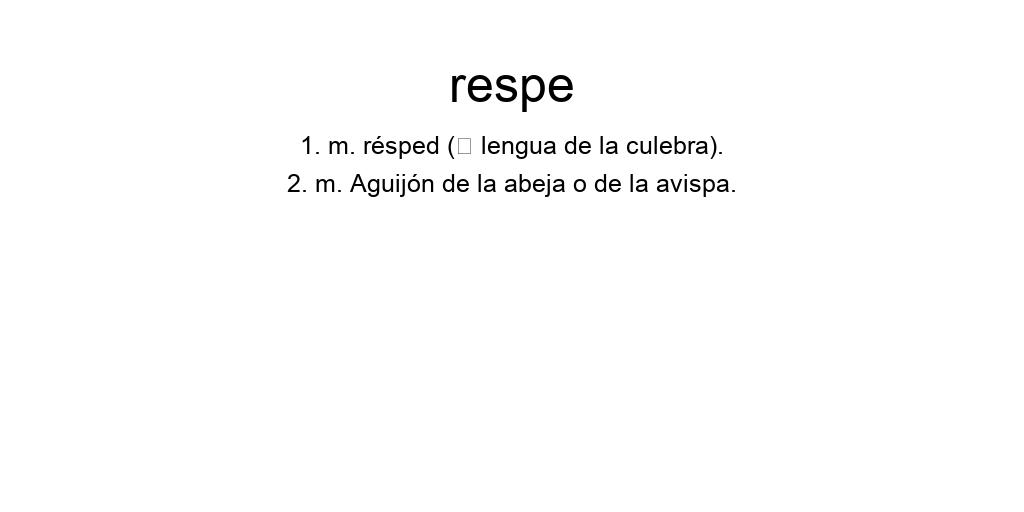 respe
1. m. résped (▯ lengua de la culebra).
2. m. Aguijón de la abeja o de la avispa.